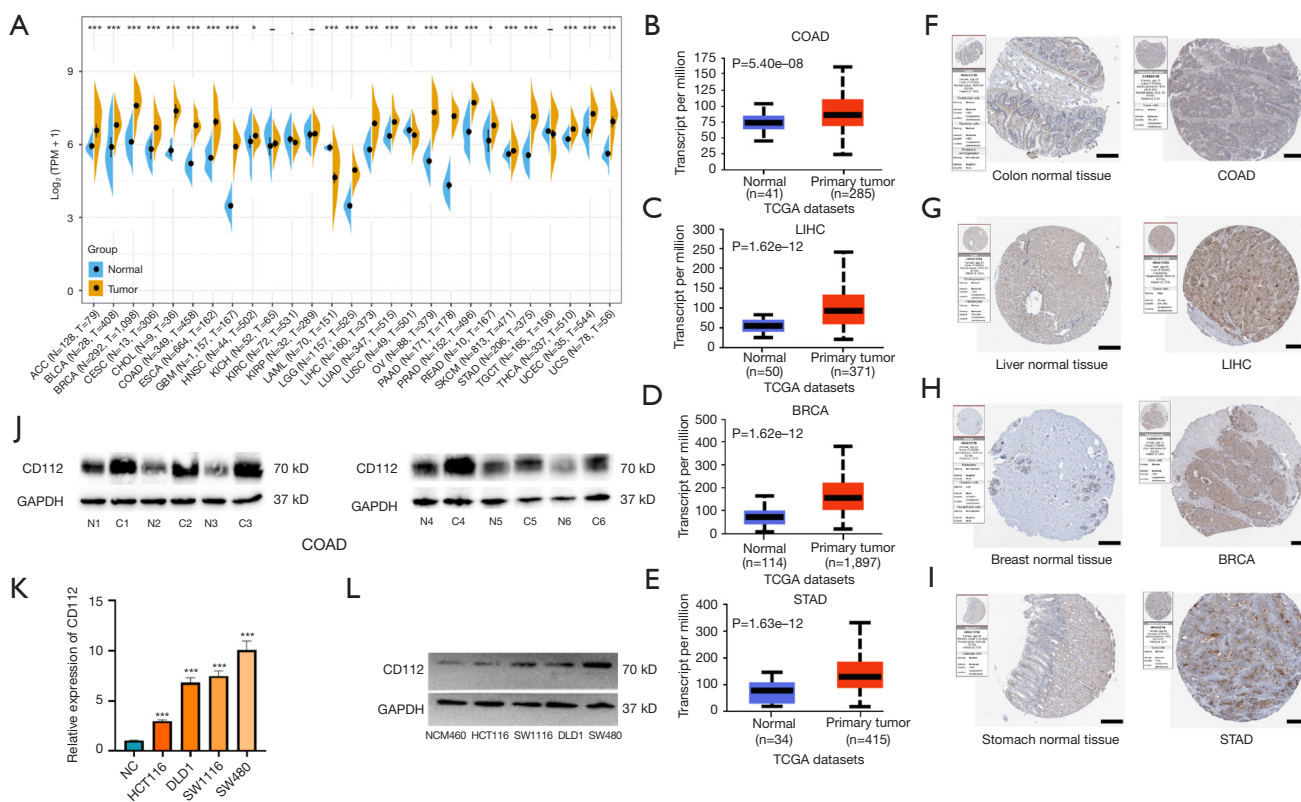 A
*** *** *** *** *** *** *** * – . – *** *** *** *** ** *** *** *** * *** *** – *** *** ***
9
6
3
0
Log2 (TPM + 1)
Group
Normal
Tumor
ACC (N=128, T=79)
BLCA (N=28, T=408)
BRCA (N=292, T=1,098)
CESC (N=13, T=306)
CHOL (N=9, T=36)
COAD (N=349, T=458)
ESCA (N=664, T=162)
GBM (N=1,157, T=167)
HNSC (N=44, T=502)
KICH (N=52, T=65)
KIRC (N=72, T=531)
KIRP (N=32, T=289)
LAML (N=70, T=151)
LGG (N=1157, T=525)
LIHC (N=160, T=373)
LUAD (N=347, T=515)
LUSC (N=49, T=501)
OV (N=88, T=379)
PAAD (N=171, T=178)
PRAD (N=152, T=496)
READ (N=10, T=167)
SKCM (N=813, T=471)
STAD (N=206, T=375)
TGCT (N=165, T=156)
THCA (N=337, T=510)
UCEC (N=35, T=544)
UCS (N=78, T=56)
B
COAD
P=5.40e–08
Transcript per million
175
150
125
100
75
50
25
0
Normal
(n=41)
Primary tumor
(n=285)
TCGA datasets
C
LIHC
P=1.62e–12
Transcript per million
300
250
200
150
100
50
0
Normal
(n=50)
Primary tumor
(n=371)
TCGA datasets
D
BRCA
P=1.62e–12
Transcript per million
500
400
300
200
100
0
Normal
(n=114)
Primary tumor
(n=1,897)
TCGA datasets
E
STAD
P=1.63e–12
Transcript per million
400
300
200
100
0
Normal
(n=34)
Primary tumor
(n=415)
TCGA datasets
F
Colon normal tissue
COAD
G
Liver normal tissue
LIHC
H
Breast normal tissue
BRCA
I
Stomach normal tissue
STAD
J
CD112
70 kD
GAPDH
37 kD
N1 C1 N2 C2 N3 C3
CD112
70 kD
GAPDH
37 kD
N4 C4 N5 C5 N6 C6
COAD
K
Relative expression of CD112
15
10
5
0
*** *** *** ***
NC
HCT116
DLD1
SW1116
SW480
L
CD112
70 kD
GAPDH
37 kD
NCM460 HCT116 SW1116 DLD1 SW480